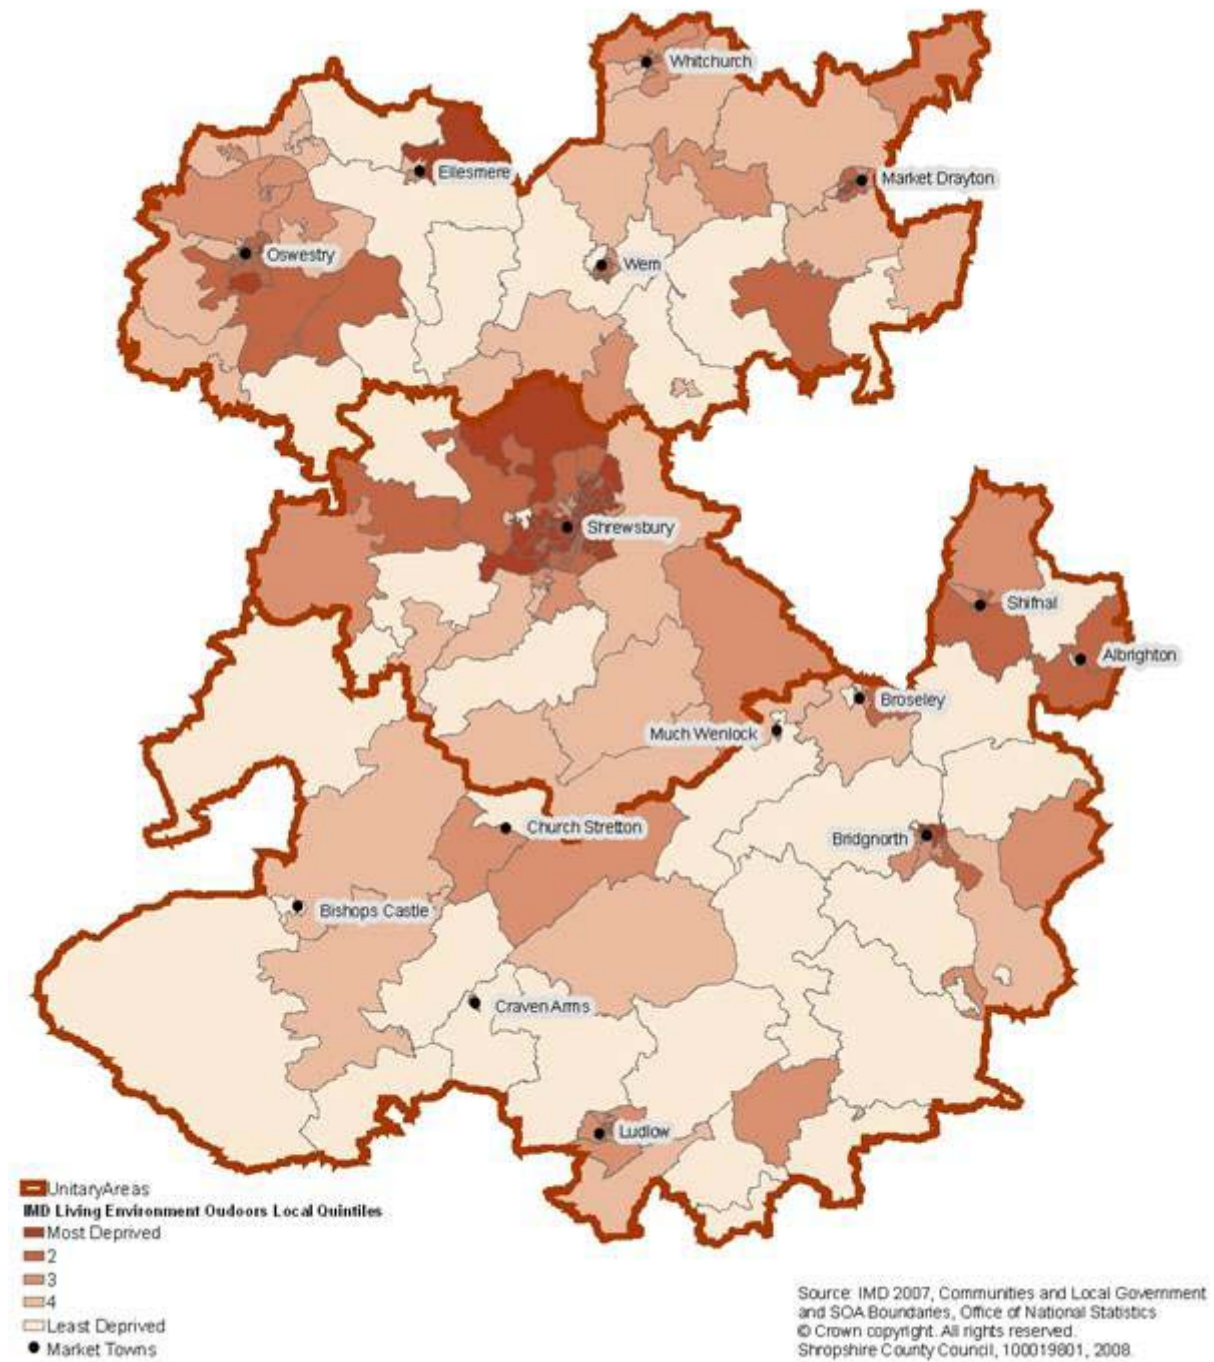 Whitchurch
Ellesmere
Market Drayton
Oswestry
Wem
Shrewsbury
Shifnal
Albrighton
Broseley
Much Wenlock
Church Stretton
Bridgnorth
Bishops Castle
Craven Arms
Ludlow
UnitaryAreas
IMD Living Environment Oudoors Local Quintiles
Most Deprived
2
3
4
Least Deprived
Market Towns
Source: IMD 2007, Communities and Local Government
and SOA Boundaries, Office of National Statistics
© Crown copyright. All rights reserved.
Shropshire County Council, 100019801, 2008.